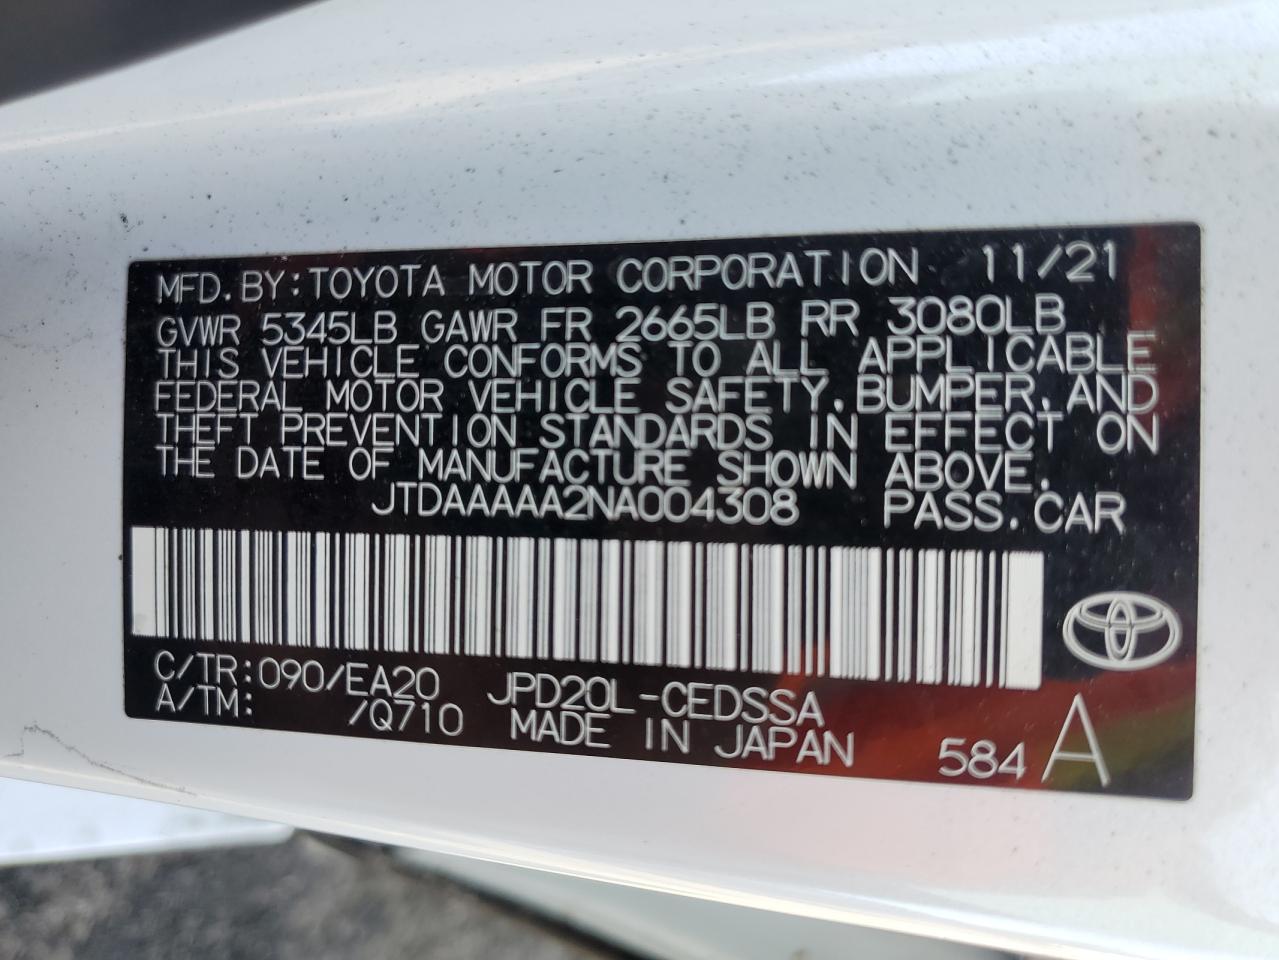 MFD. BY: TOYOTA MOTOR CORPORATION 11/21
GVWR 5345LB GAWR FR 2665LB RR 3080LB
THIS VEHICLE CONFORMS TO ALL APPLICABLE
FEDERAL MOTOR VEHICLE SAFETY, BUMPER, AND
THEFT PREVENTION STANDARDS IN EFFECT ON
THE DATE OF MANUFACTURE SHOWN ABOVE.
JTDAAAAAA2NA004308 PASS. CAR
C/TR: 090/EA20 JPD20L-CEDSSA
A/TM: /Q710 MADE IN JAPAN 584 A